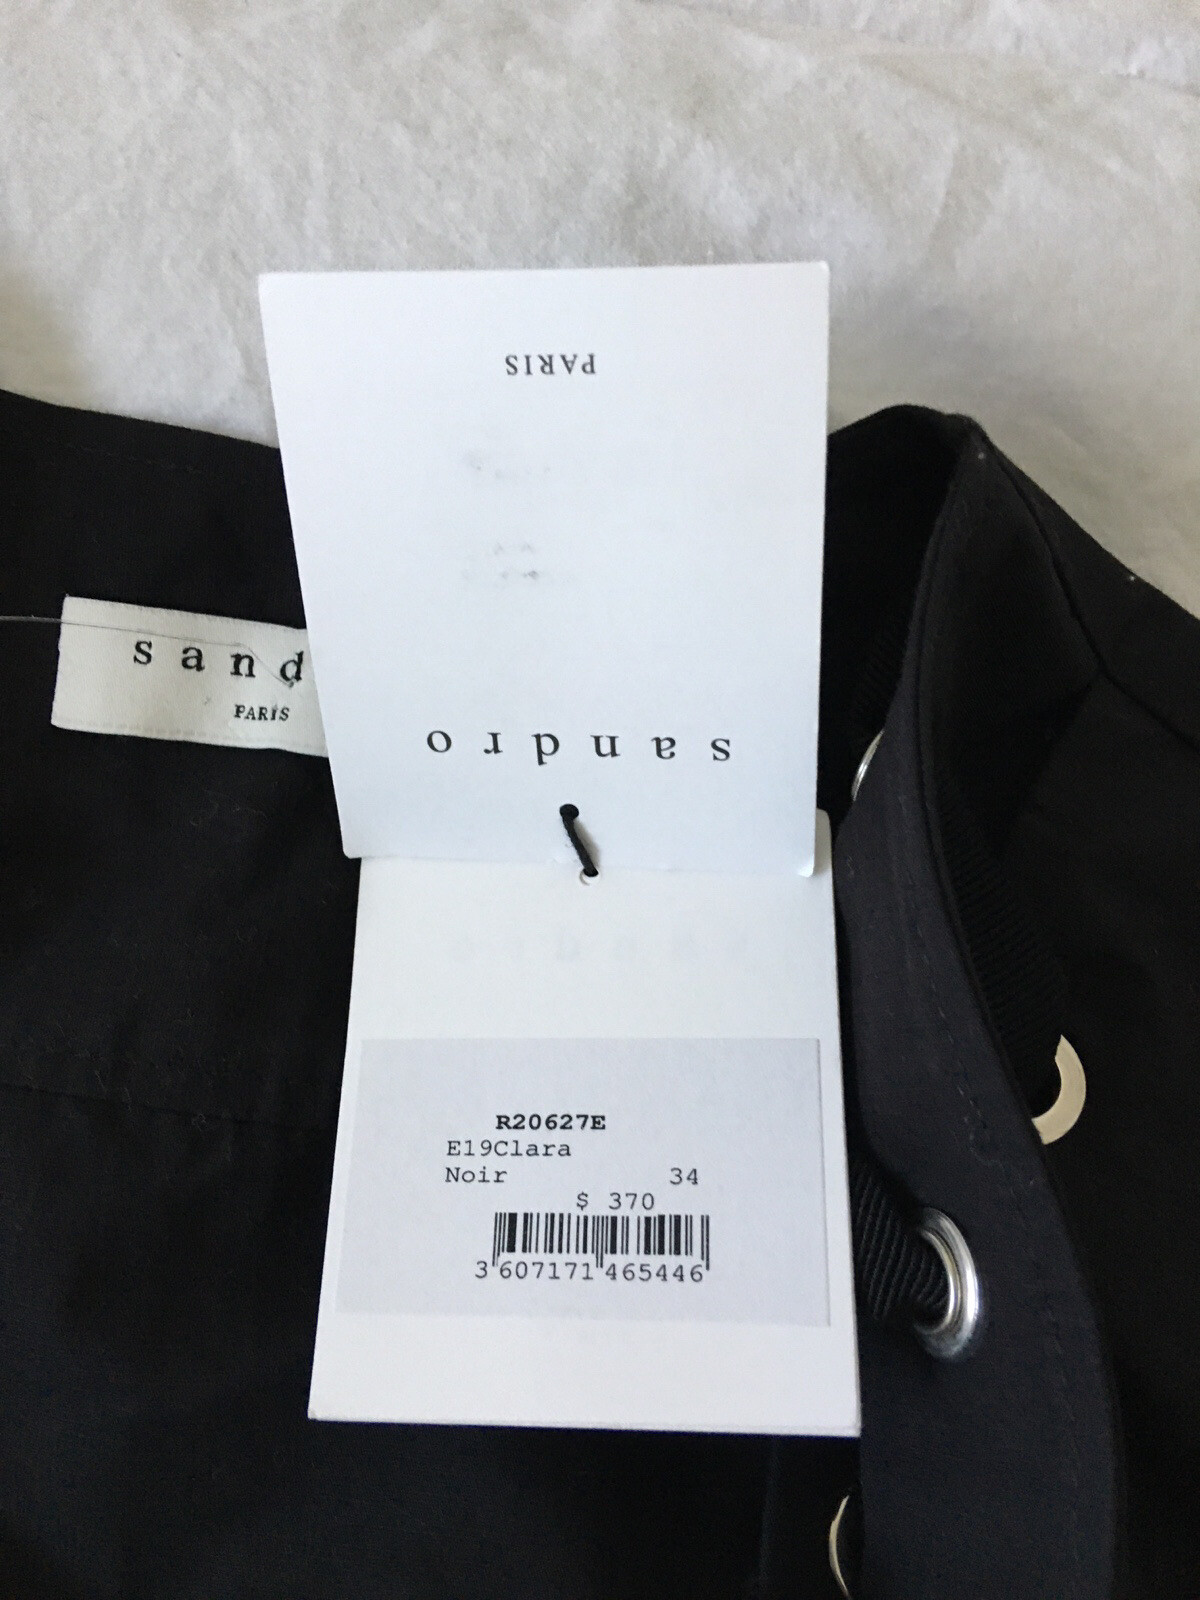 PARIS
sandro
sand
PARIS
R20627E
E19Clara
Noir 34
$ 370
3 607171 465446